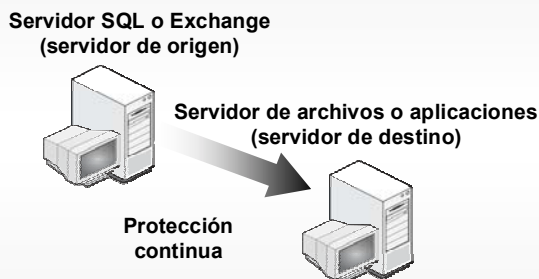 Servidor SQL o Exchange
(servidor de origen)
Servidor de archivos o aplicaciones
(servidor de destino)
Protección
continua